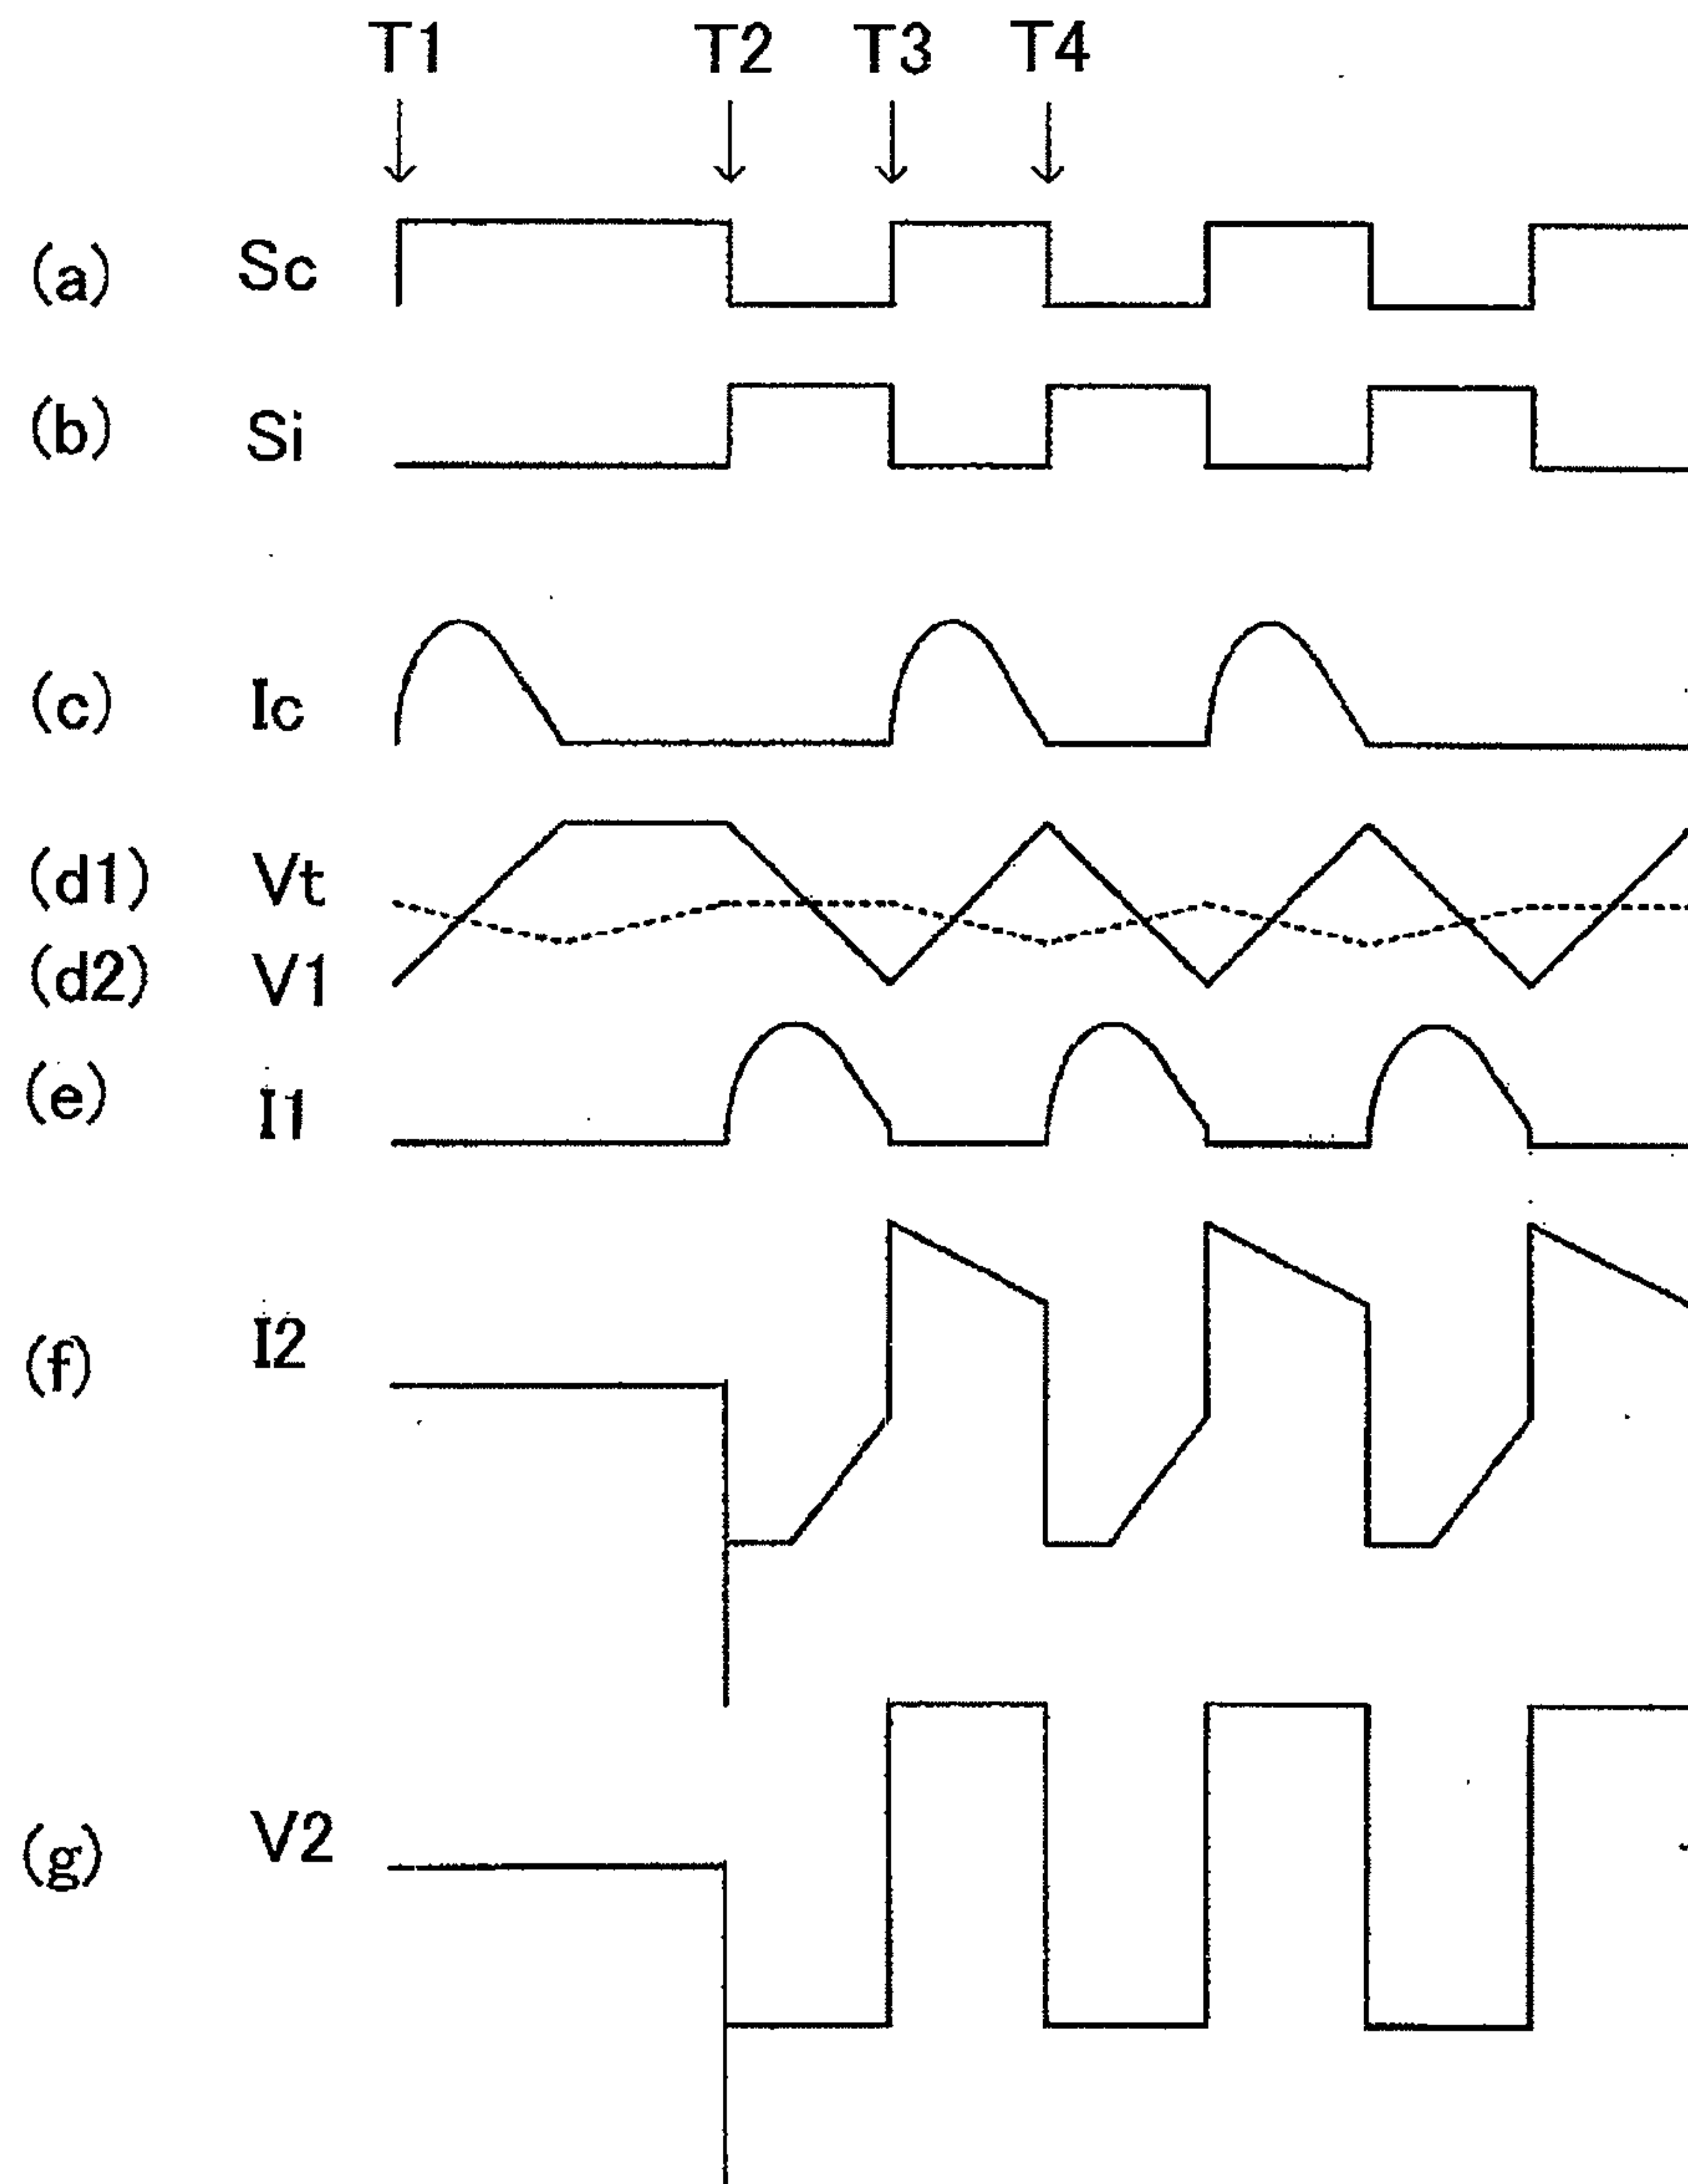 T1 T2 T3 T4
(a) Sc
(b) Si
(c) Ic
(d1) Vt
(d2) V1
(e) I1
(f) I2
(g) V2